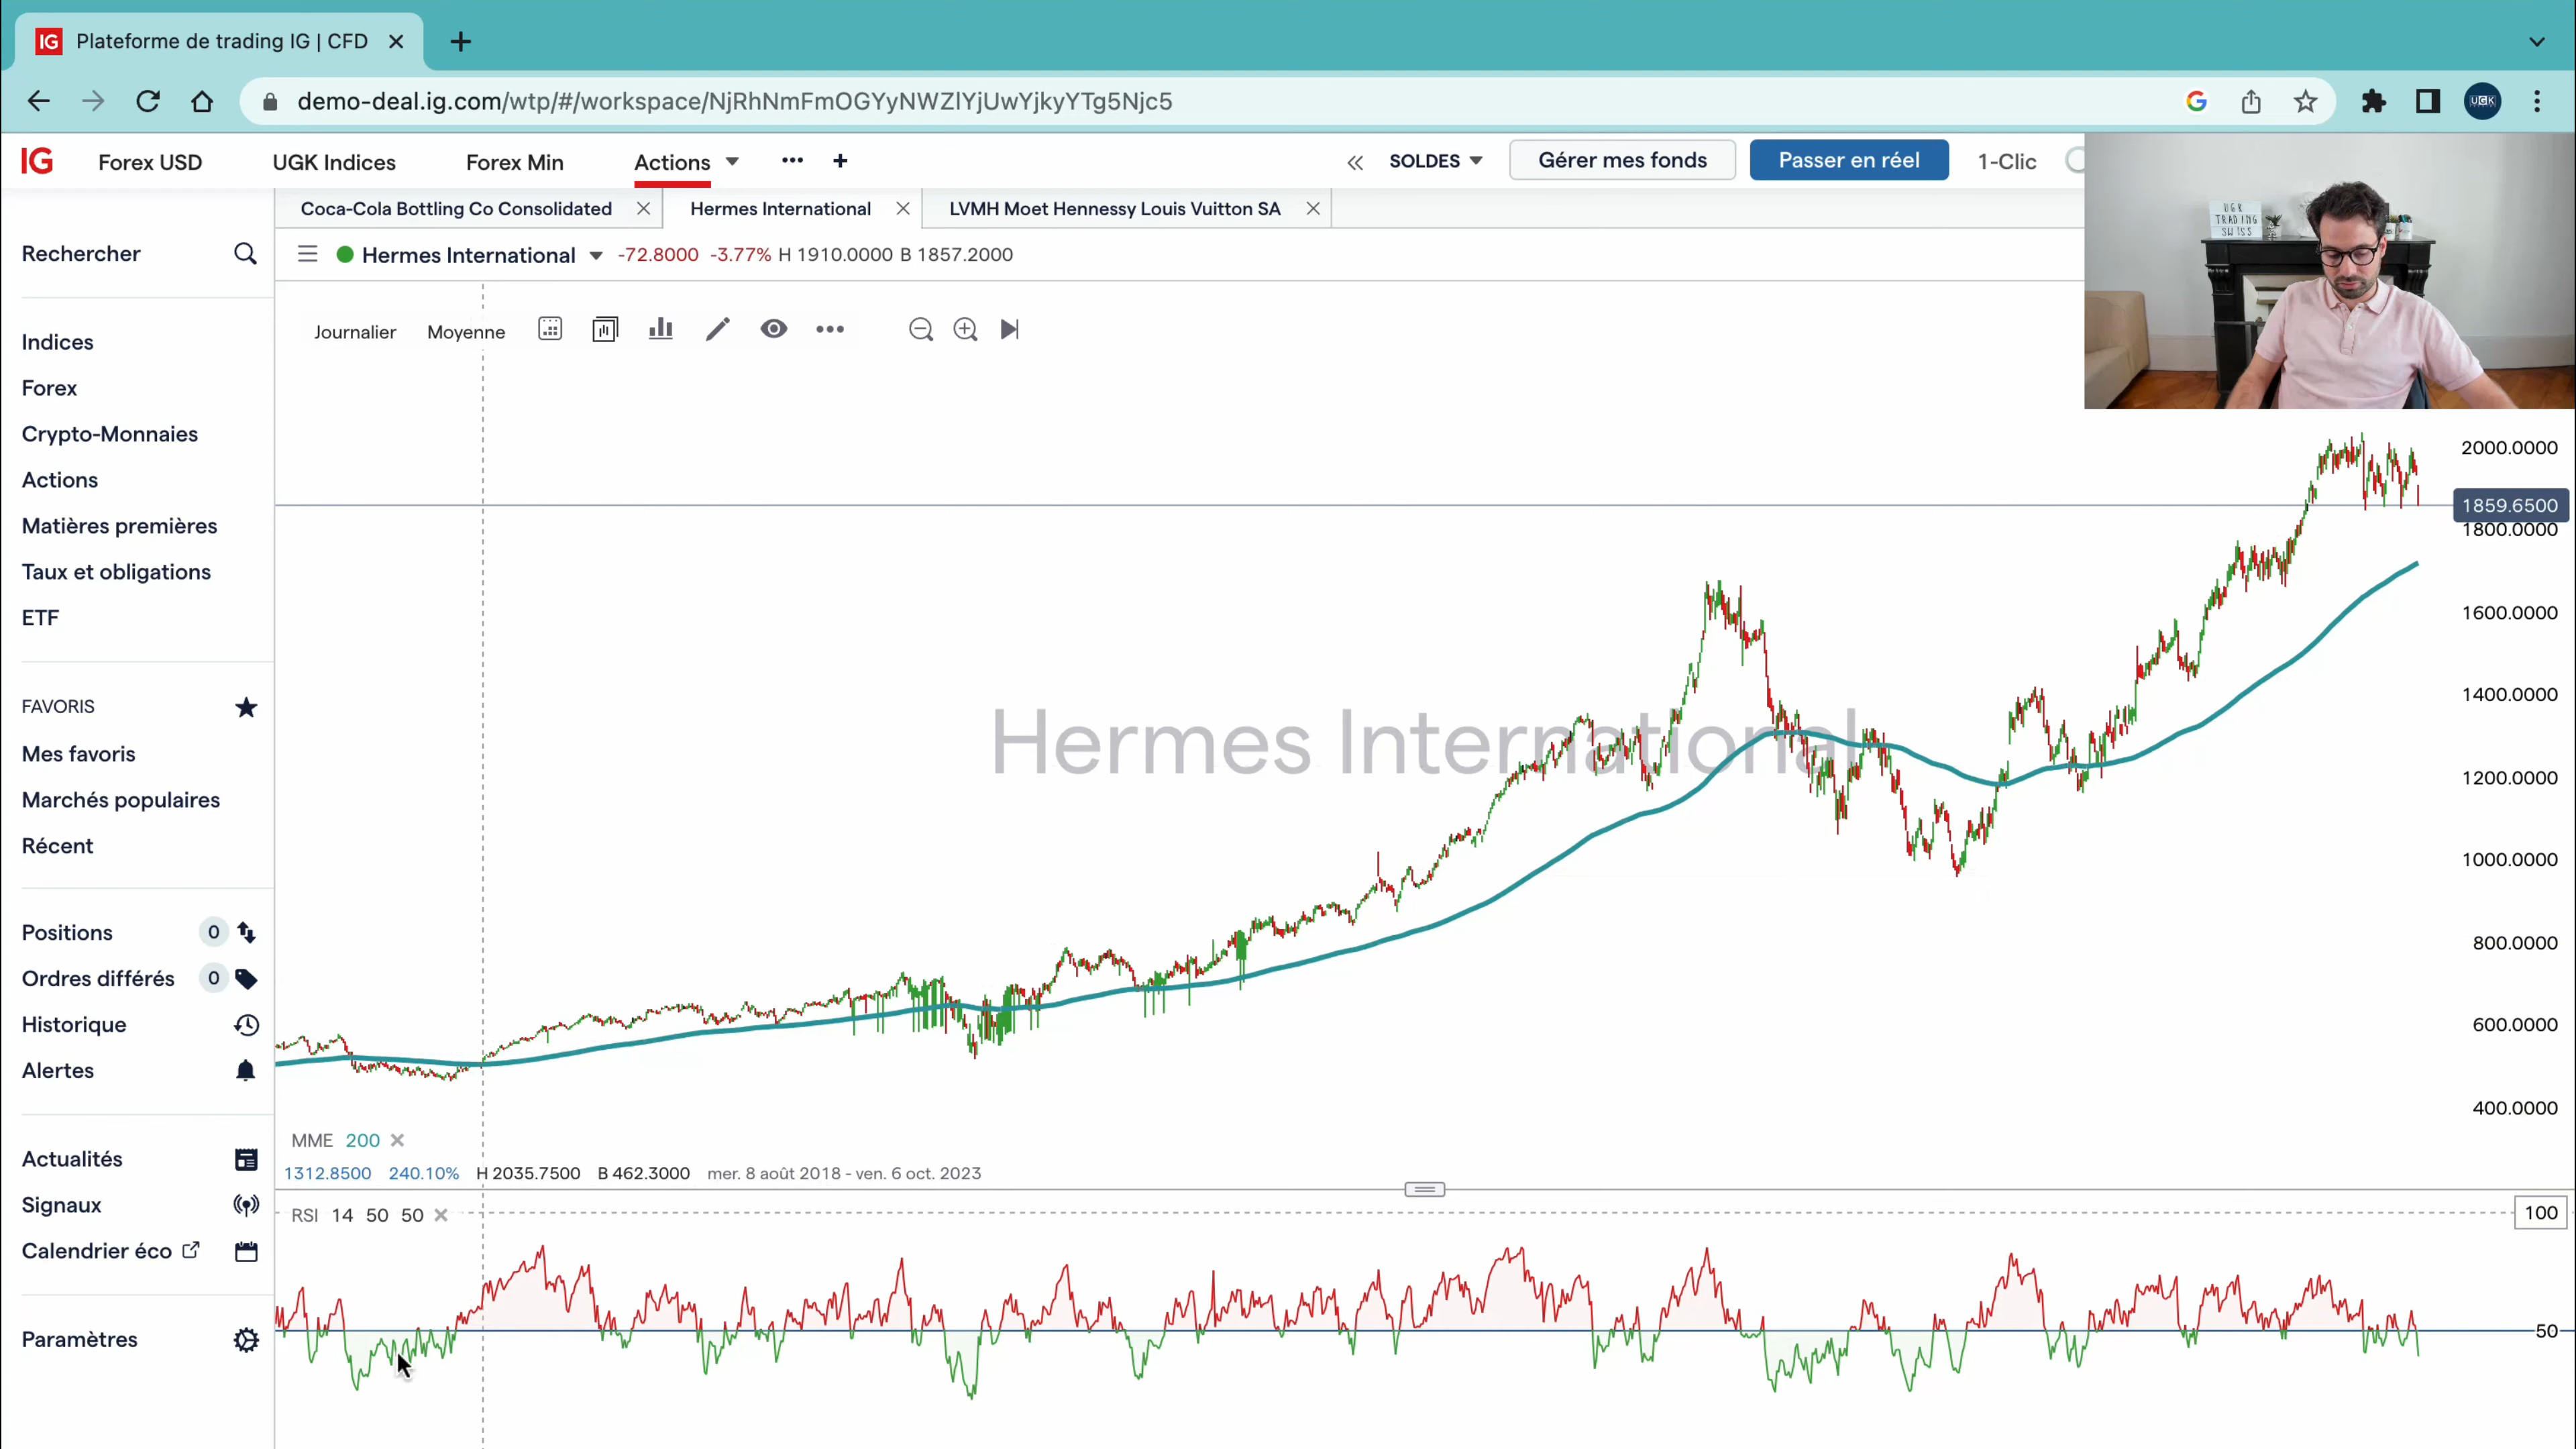 IG Plateforme de trading IG | CFD
demo-deal.ig.com/wtp/#/workspace/NjRhNmFmOGYyNWZlYjUwYjkyYTg5Njc5
UGK
IG Forex USD UGK Indices Forex Min Actions SOLDES Gérer mes fonds Passer en réel 1-Clic
Coca-Cola Bottling Co Consolidated Hermes International LVMH Moet Hennessy Louis Vuitton SA
UGK
TRADING
SWISS
Rechercher
Hermes International -72.8000 -3.77% H 1910.0000 B 1857.2000
Journalier Moyenne
Indices
Forex
Crypto-Monnaies
Actions
Matières premières
Taux et obligations
ETF
FAVORIS
Mes favoris
Marchés populaires
Récent
Positions 0
Ordres différés 0
Historique
Alertes
Actualités
Signaux
Calendrier éco
Paramètres
Hermes International
2000.0000
1859.6500
1800.0000
1600.0000
1400.0000
1200.0000
1000.0000
800.0000
600.0000
400.0000
MME 200
1312.8500 240.10% H 2035.7500 B 462.3000 mer. 8 août 2018 - ven. 6 oct. 2023
RSI 14 50 50
100
50